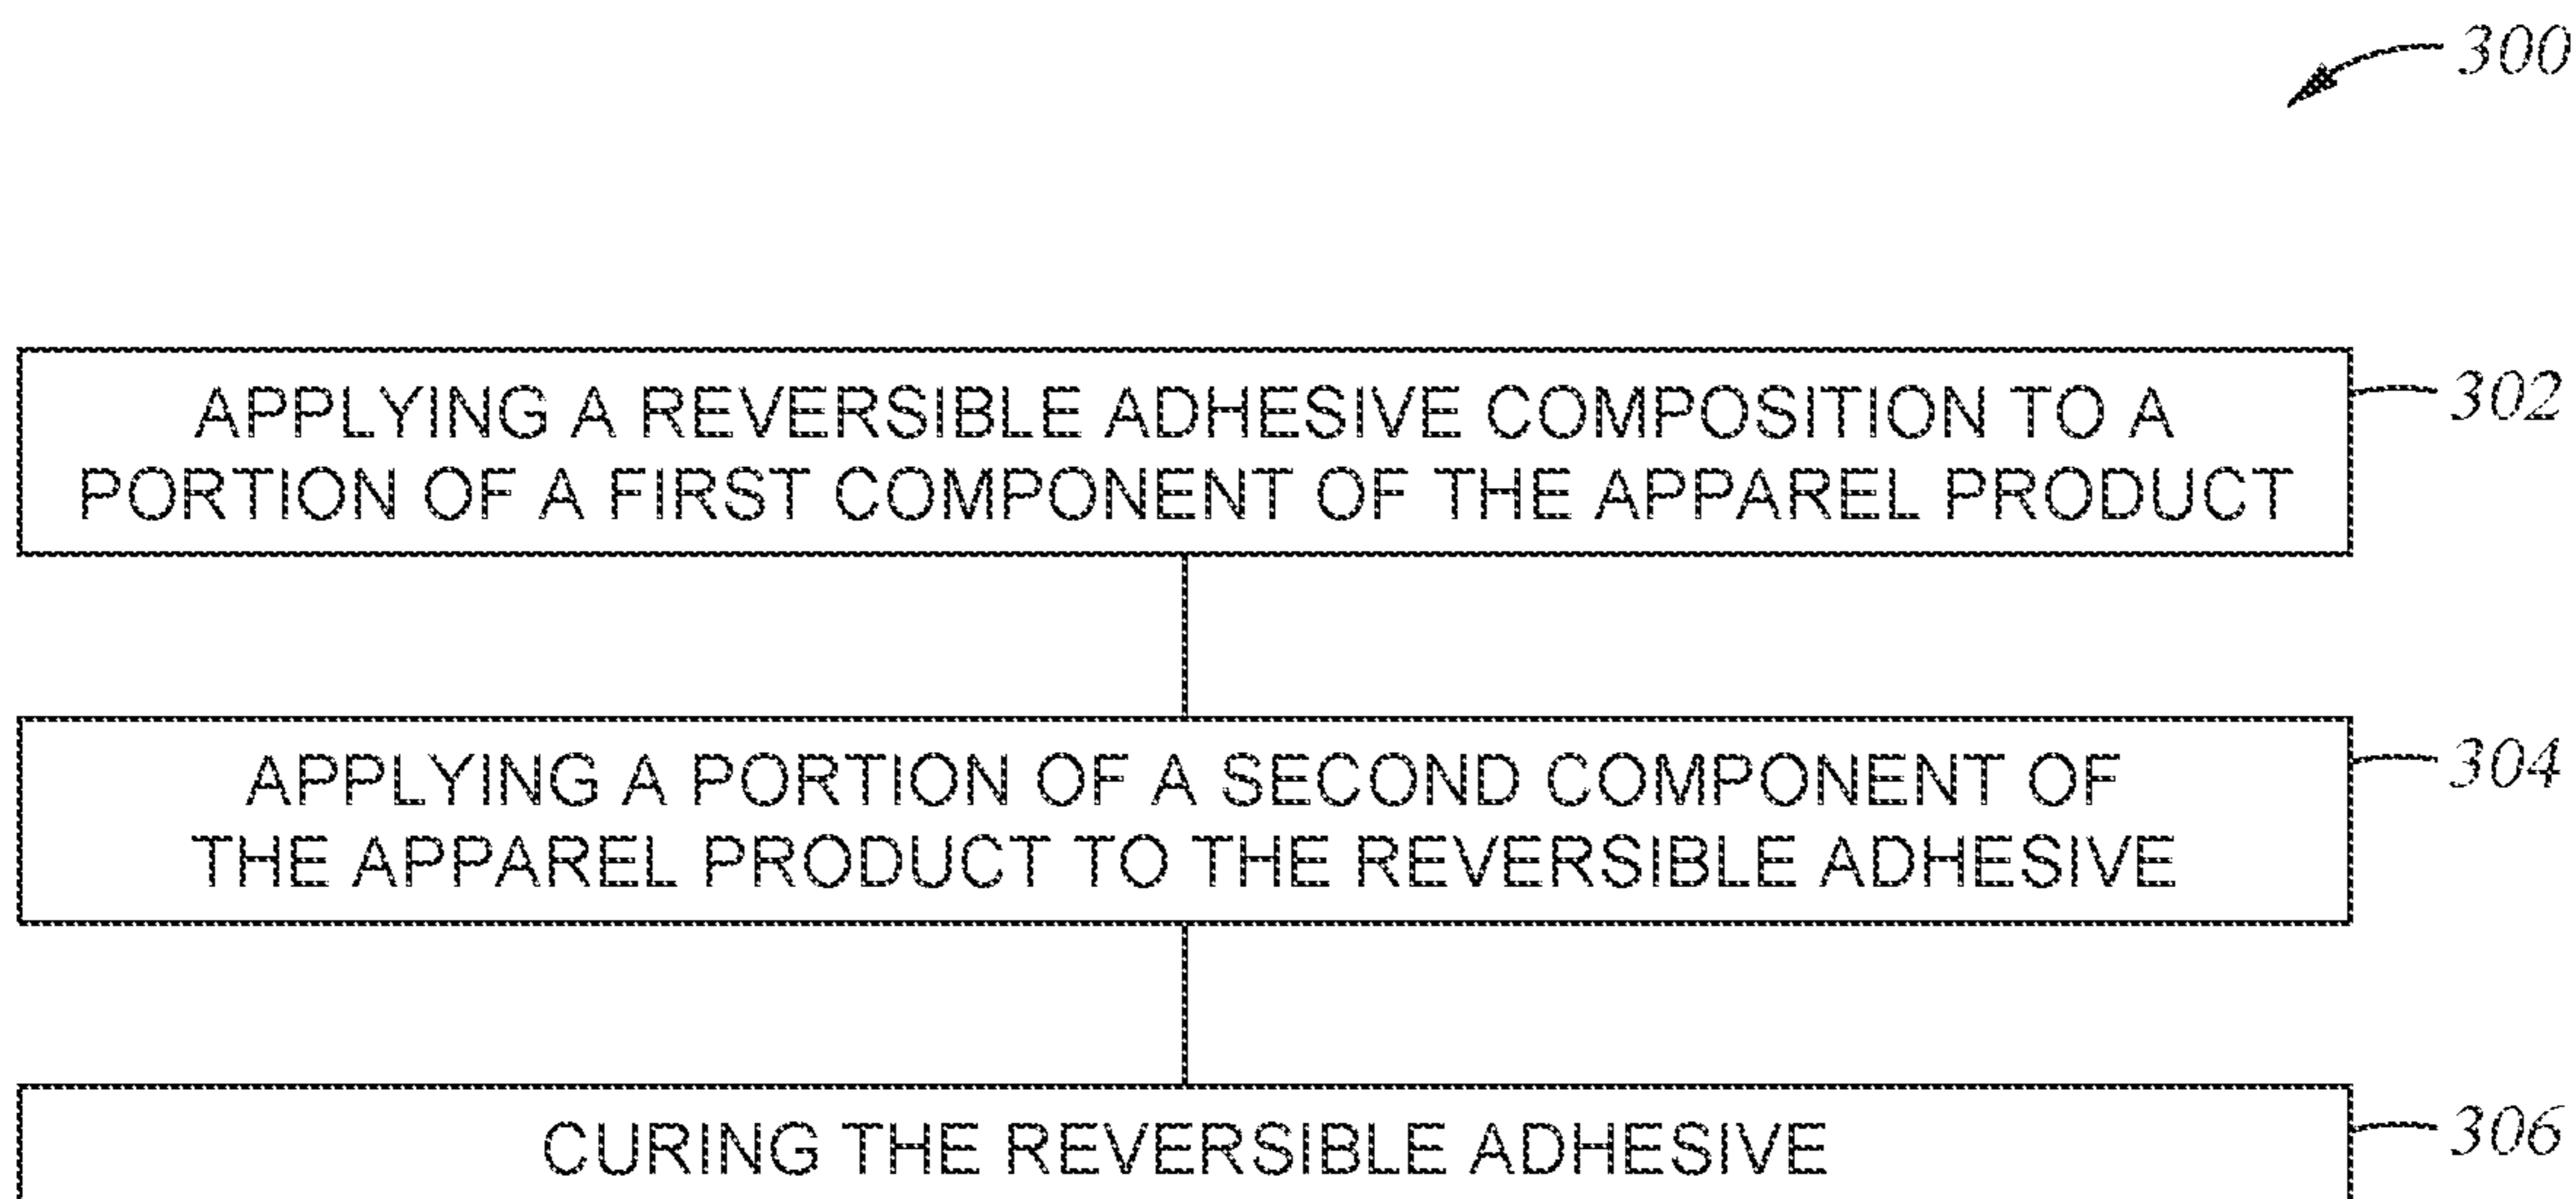 300
APPLYING A REVERSIBLE ADHESIVE COMPOSITION TO A
PORTION OF A FIRST COMPONENT OF THE APPAREL PRODUCT
302
APPLYING A PORTION OF A SECOND COMPONENT OF
THE APPAREL PRODUCT TO THE REVERSIBLE ADHESIVE
304
CURING THE REVERSIBLE ADHESIVE
306